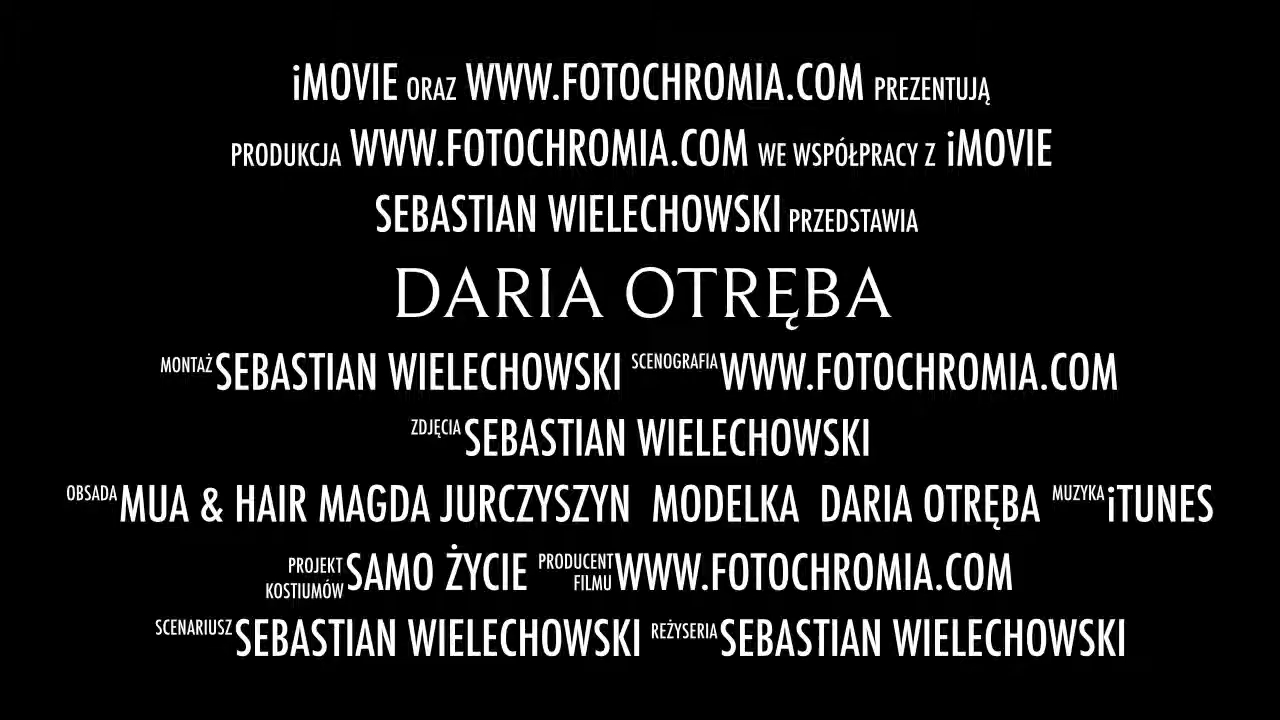 iMOVIE ORAZ WWW.FOTOCHROMIA.COM PREZENTUJĄ
PRODUKCJA WWW.FOTOCHROMIA.COM WE WSPÓŁPRACY Z iMOVIE
SEBASTIAN WIELECHOWSKI PRZEDSTAWIA
DARIA OTRĘBA
MONTAŻ SEBASTIAN WIELECHOWSKI SCENOGRAFIA WWW.FOTOCHROMIA.COM
ZDJĘCIA SEBASTIAN WIELECHOWSKI
OBSADA MUA & HAIR MAGDA JURCZYSZYN MODELKA DARIA OTRĘBA MUZYKA iTUNES
PROJEKT KOSTIUMÓW SAMO ŻYCIE PRODUCENT FILMU WWW.FOTOCHROMIA.COM
SCENARIUSZ SEBASTIAN WIELECHOWSKI REŻYSERIA SEBASTIAN WIELECHOWSKI